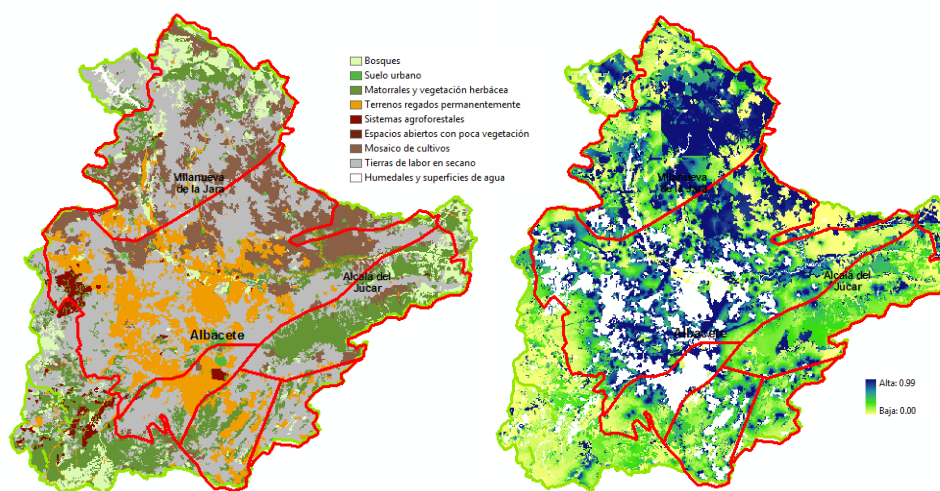 Bosques
Suelo urbano
Matorrales y vegetación herbácea
Terrenos regados permanentemente
Sistemas agroforestales
Espacios abiertos con poca vegetación
Mosaico de cultivos
Tierras de labor en secano
Humedales y superficies de agua
Villanueva
de la Jara
Alcalá del
Júcar
Albacete
Villanueva
de la Jara
Alcalá del
Júcar
Albacete
Alta: 0.99
Baja: 0.00